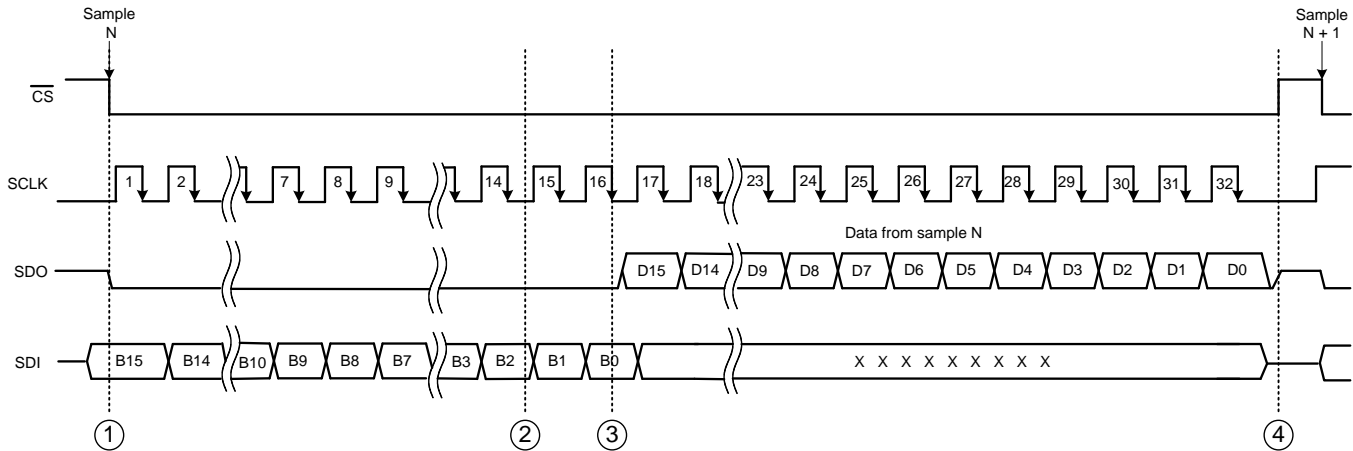 Sample
N
Sample
N + 1
CS
SCLK
1 2 7 8 9 14 15 16 17 18 23 24 25 26 27 28 29 30 31 32
Data from sample N
SDO
D15 D14 D9 D8 D7 D6 D5 D4 D3 D2 D1 D0
SDI
B15 B14 B10 B9 B8 B7 B3 B2 B1 B0 X X X X X X X X X
1 2 3 4